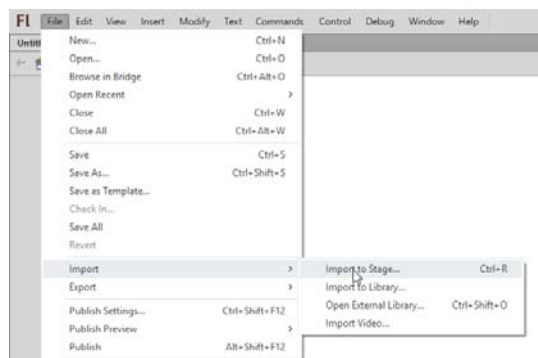 Fl File Edit View Insert Modify Text Commands Control Debug Window Help
Untitl
New... Ctrl+N
Open... Ctrl+O
Browse in Bridge Ctrl+Alt+O
Open Recent
Close Ctrl+W
Close All Ctrl+Alt+W
Save Ctrl+S
Save As... Ctrl+Shift+S
Save as Template...
Check In...
Save All
Revert
Import
Export
Publish Settings... Ctrl+Shift+F12
Publish Preview
Publish Alt+Shift+F12
Import to Stage... Ctrl+R
Import to Library...
Open External Library... Ctrl+Shift+O
Import Video...